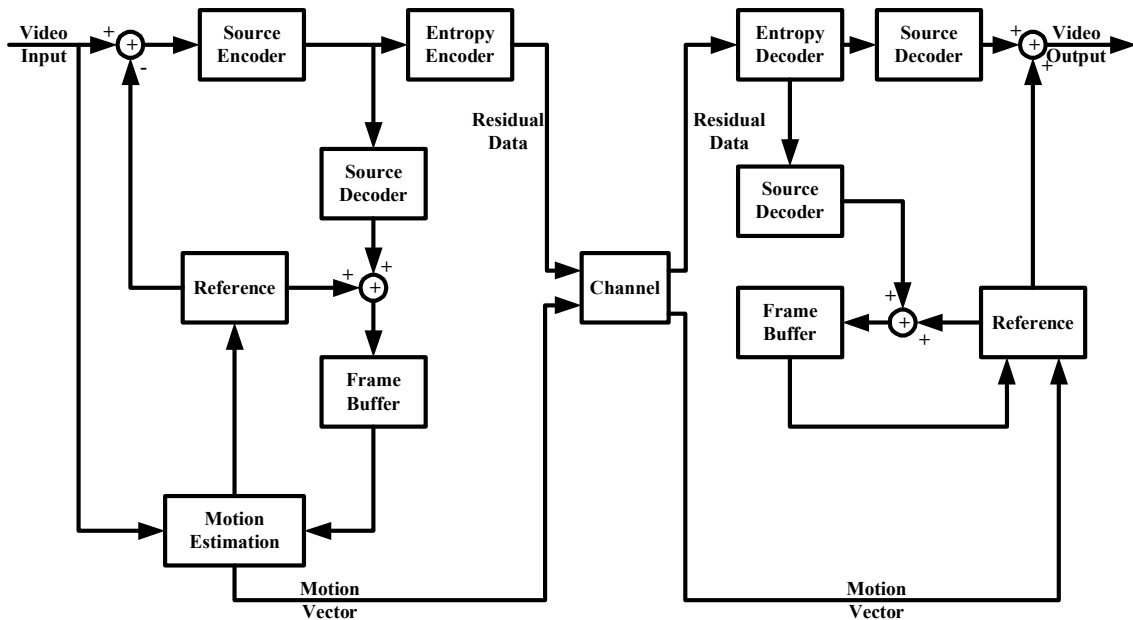 Video
Input
+
+
-
Source
Encoder
Entropy
Encoder
Residual
Data
Source
Decoder
Reference
+
+
+
Frame
Buffer
Motion
Estimation
Motion
Vector
Channel
Residual
Data
Entropy
Decoder
Source
Decoder
+
+
+
Video
Output
Source
Decoder
+
+
+
Frame
Buffer
Reference
Motion
Vector